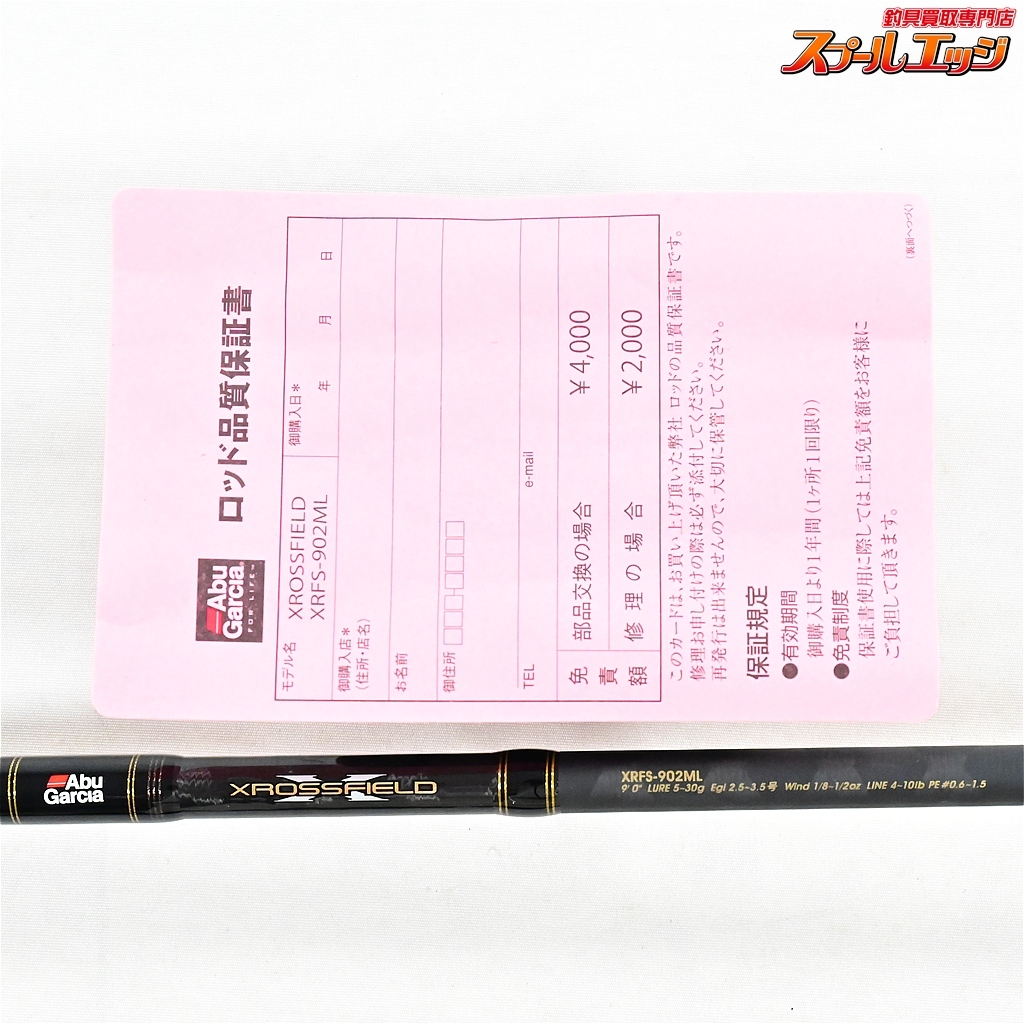 釣具買取専門店
スプールエッジ
Abu
Garcia
FOR LIFE™
ロッド品質保証書
モデル名 XROSSFIELD
XRFS-902ML
御購入日* 年 月 日
御購入店*
(住所・店名)
お名前
御住所
TEL e-mail
免責額
部品交換の場合 ¥4,000
修理の場合 ¥2,000
このカードは、お買い上げ頂いた弊社 ロッドの品質保証書です。
修理お申し付けの際は必ず添付してください。
再発行は出来ませんので、大切に保管してください。
保証規定
●有効期間
御購入日より1年間(1ヶ所1回限り)
●免責制度
保証書使用に際しては上記免責額をお客様に
ご負担して頂きます。
(裏面へつづく)
Abu
Garcia
XROSSFIELD
XRFS-902ML
9'0" LURE 5-30g Egi 2.5~3.5号 Wind 1/8-1/2oz LINE 4-10lb PE#0.6-1.5